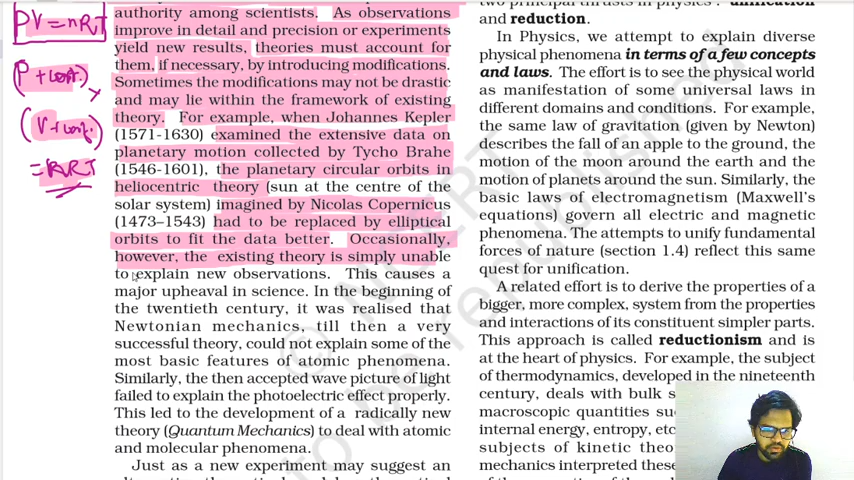 PV = nRT
(P + corr.) x
(V + corr.)
= nRT
authority among scientists. As observations
improve in detail and precision or experiments
yield new results, theories must account for
them, if necessary, by introducing modifications.
Sometimes the modifications may not be drastic
and may lie within the framework of existing
theory. For example, when Johannes Kepler
(1571-1630) examined the extensive data on
planetary motion collected by Tycho Brahe
(1546-1601), the planetary circular orbits in
heliocentric theory (sun at the centre of the
solar system) imagined by Nicolas Copernicus
(1473–1543) had to be replaced by elliptical
orbits to fit the data better. Occasionally,
however, the existing theory is simply unable
to explain new observations. This causes a
major upheaval in science. In the beginning of
the twentieth century, it was realised that
Newtonian mechanics, till then a very
successful theory, could not explain some of the
most basic features of atomic phenomena.
Similarly, the then accepted wave picture of light
failed to explain the photoelectric effect properly.
This led to the development of a radically new
theory (Quantum Mechanics) to deal with atomic
and molecular phenomena.
Just as a new experiment may suggest an
and reduction.
In Physics, we attempt to explain diverse
physical phenomena in terms of a few concepts
and laws. The effort is to see the physical world
as manifestation of some universal laws in
different domains and conditions. For example,
the same law of gravitation (given by Newton)
describes the fall of an apple to the ground, the
motion of the moon around the earth and the
motion of planets around the sun. Similarly, the
basic laws of electromagnetism (Maxwell's
equations) govern all electric and magnetic
phenomena. The attempts to unify fundamental
forces of nature (section 1.4) reflect this same
quest for unification.
A related effort is to derive the properties of a
bigger, more complex, system from the properties
and interactions of its constituent simpler parts.
This approach is called reductionism and is
at the heart of physics. For example, the subject
of thermodynamics, developed in the nineteenth
century, deals with bulk s
macroscopic quantities su
internal energy, entropy, etc
subjects of kinetic theo
mechanics interpreted these
© NCERT
to be republished